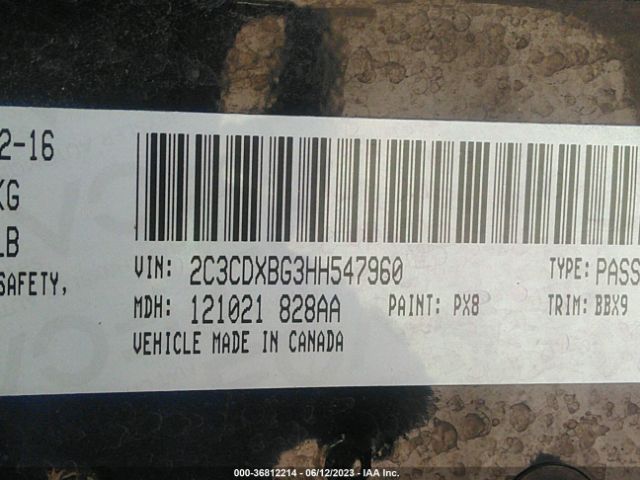 2-16
KG
LB
SAFETY,
VIN: 2C3CDXBG3HH547960 TYPE: PASS
MDH: 121021 828AA PAINT: PX8 TRIM: BBX9
VEHICLE MADE IN CANADA
000-36812214 - 06/12/2023 - IAA Inc.